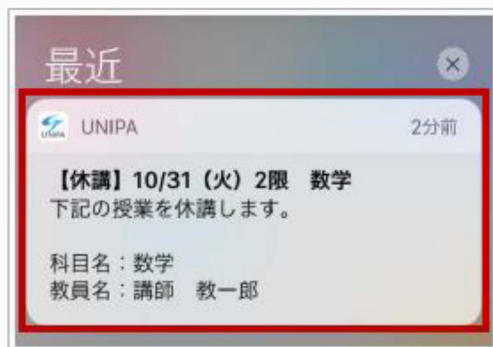 最近
UNIPA
UNIPA 2分前
【休講】10/31（火）2限　数学
下記の授業を休講します。
科目名：数学
教員名：講師　教一郎